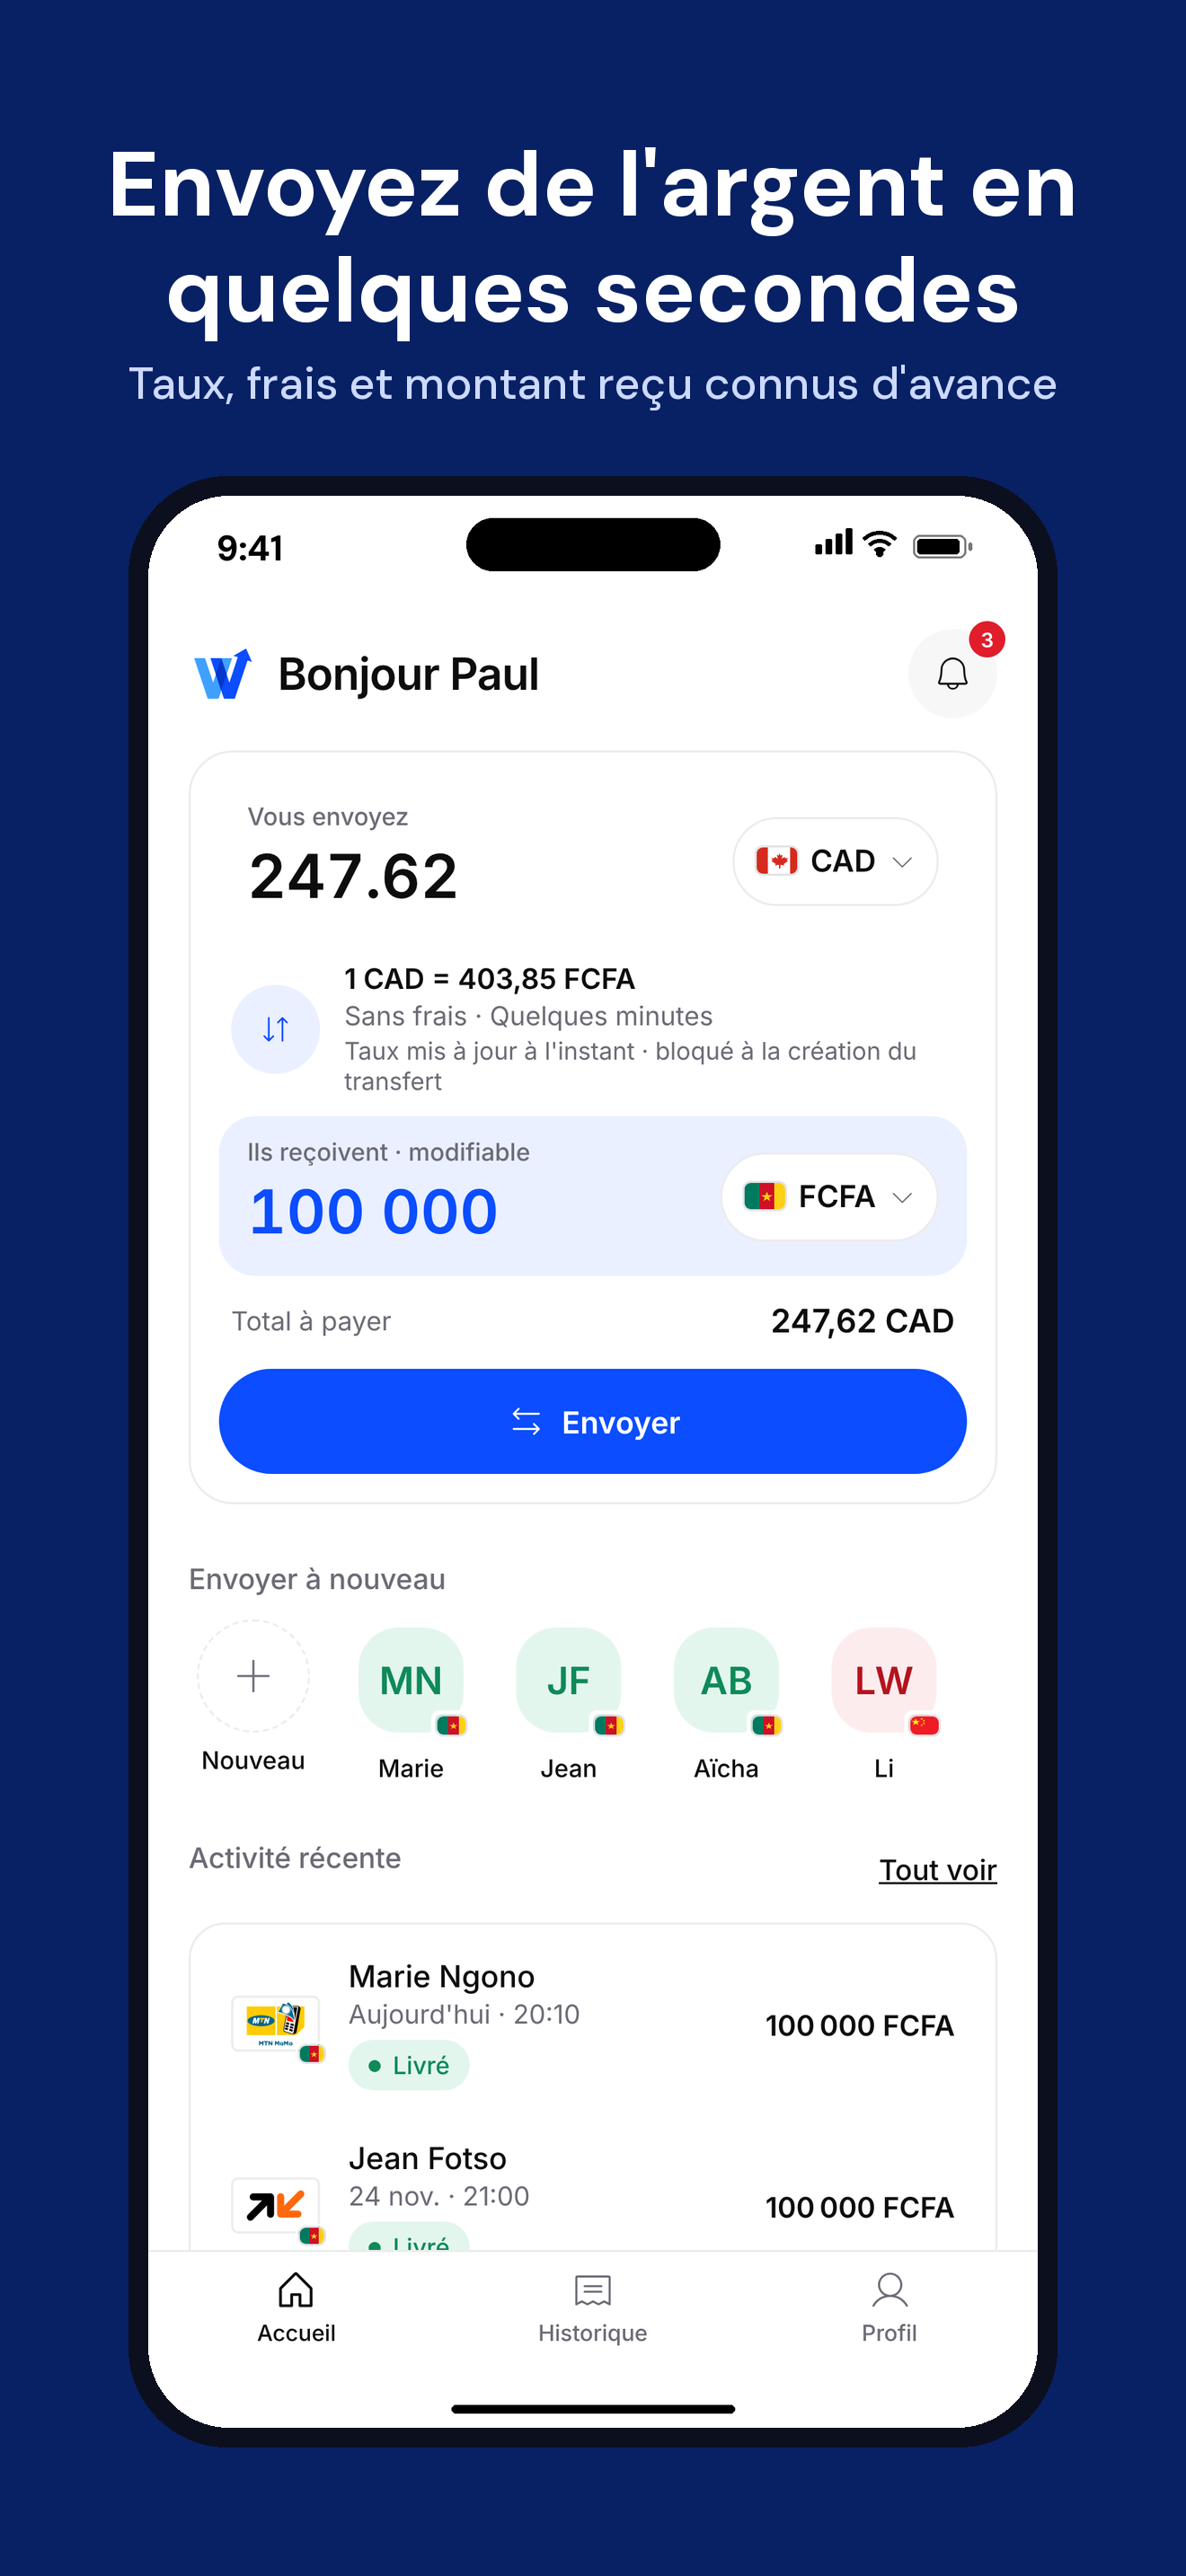 Envoyez de l'argent en
quelques secondes
Taux, frais et montant reçu connus d'avance
9:41
Bonjour Paul
3
Vous envoyez
247.62
CAD
1 CAD = 403,85 FCFA
Sans frais · Quelques minutes
Taux mis à jour à l'instant · bloqué à la création du
transfert
Ils reçoivent · modifiable
100 000
FCFA
Total à payer
247,62 CAD
Envoyer
Envoyer à nouveau
Nouveau
MN
Marie
JF
Jean
AB
Aïcha
LW
Li
Activité récente
Tout voir
MTN
MTN MoMo
Marie Ngono
Aujourd'hui · 20:10
Livré
100 000 FCFA
Jean Fotso
24 nov. · 21:00
Livré
100 000 FCFA
Accueil
Historique
Profil